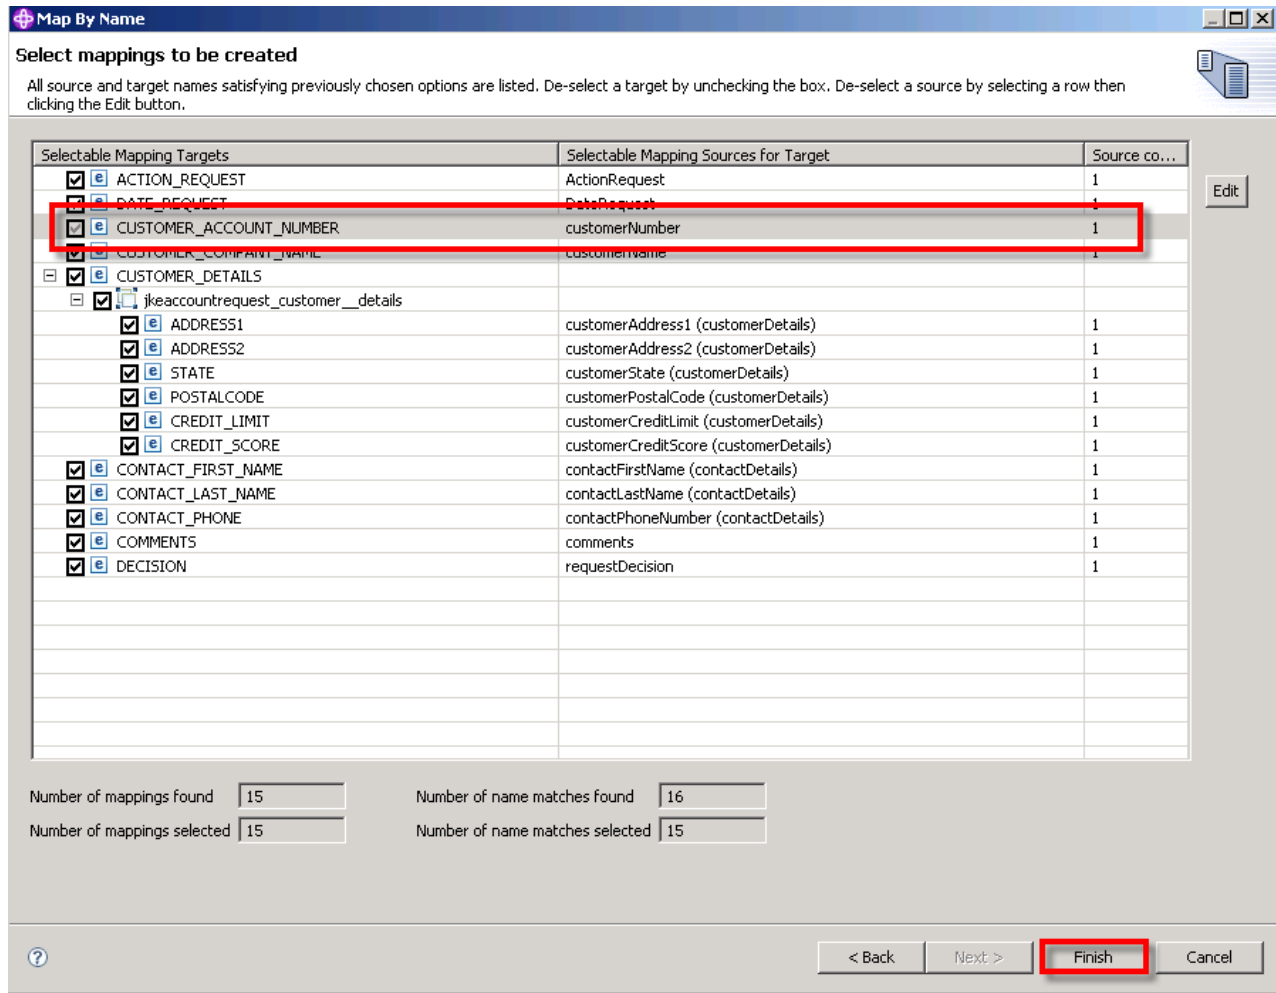 Map By Name
Select mappings to be created
All source and target names satisfying previously chosen options are listed. De-select a target by unchecking the box. De-select a source by selecting a row then
clicking the Edit button.
Selectable Mapping Targets Selectable Mapping Sources for Target Source co...
ACTION_REQUEST ActionRequest 1
Edit
DATE_REQUEST DateRequest 1
CUSTOMER_ACCOUNT_NUMBER customerNumber 1
CUSTOMER_COMPANY_NAME customerName 1
CUSTOMER_DETAILS
jkeaccountrequest_customer__details
ADDRESS1 customerAddress1 (customerDetails) 1
ADDRESS2 customerAddress2 (customerDetails) 1
STATE customerState (customerDetails) 1
POSTALCODE customerPostalCode (customerDetails) 1
CREDIT_LIMIT customerCreditLimit (customerDetails) 1
CREDIT_SCORE customerCreditScore (customerDetails) 1
CONTACT_FIRST_NAME contactFirstName (contactDetails) 1
CONTACT_LAST_NAME contactLastName (contactDetails) 1
CONTACT_PHONE contactPhoneNumber (contactDetails) 1
COMMENTS comments 1
DECISION requestDecision 1
Number of mappings found 15 Number of name matches found 16
Number of mappings selected 15 Number of name matches selected 15
< Back Next > Finish Cancel